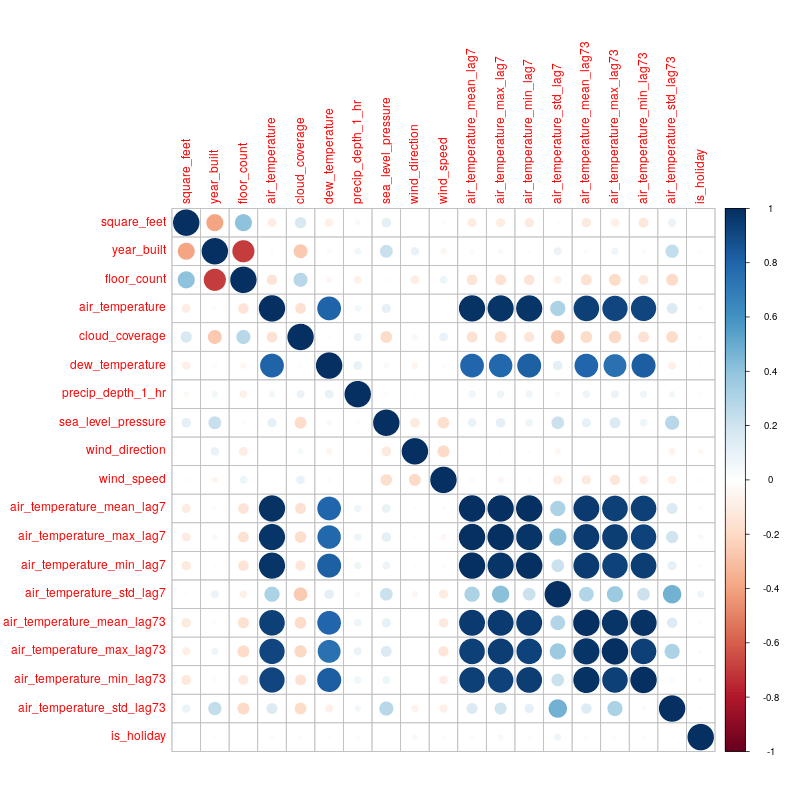 square_feet
year_built
floor_count
air_temperature
cloud_coverage
dew_temperature
precip_depth_1_hr
sea_level_pressure
wind_direction
wind_speed
air_temperature_mean_lag7
air_temperature_max_lag7
air_temperature_min_lag7
air_temperature_std_lag7
air_temperature_mean_lag73
air_temperature_max_lag73
air_temperature_min_lag73
air_temperature_std_lag73
is_holiday
square_feet
year_built
floor_count
air_temperature
cloud_coverage
dew_temperature
precip_depth_1_hr
sea_level_pressure
wind_direction
wind_speed
air_temperature_mean_lag7
air_temperature_max_lag7
air_temperature_min_lag7
air_temperature_std_lag7
air_temperature_mean_lag73
air_temperature_max_lag73
air_temperature_min_lag73
air_temperature_std_lag73
is_holiday
1
0.8
0.6
0.4
0.2
0
-0.2
-0.4
-0.6
-0.8
-1